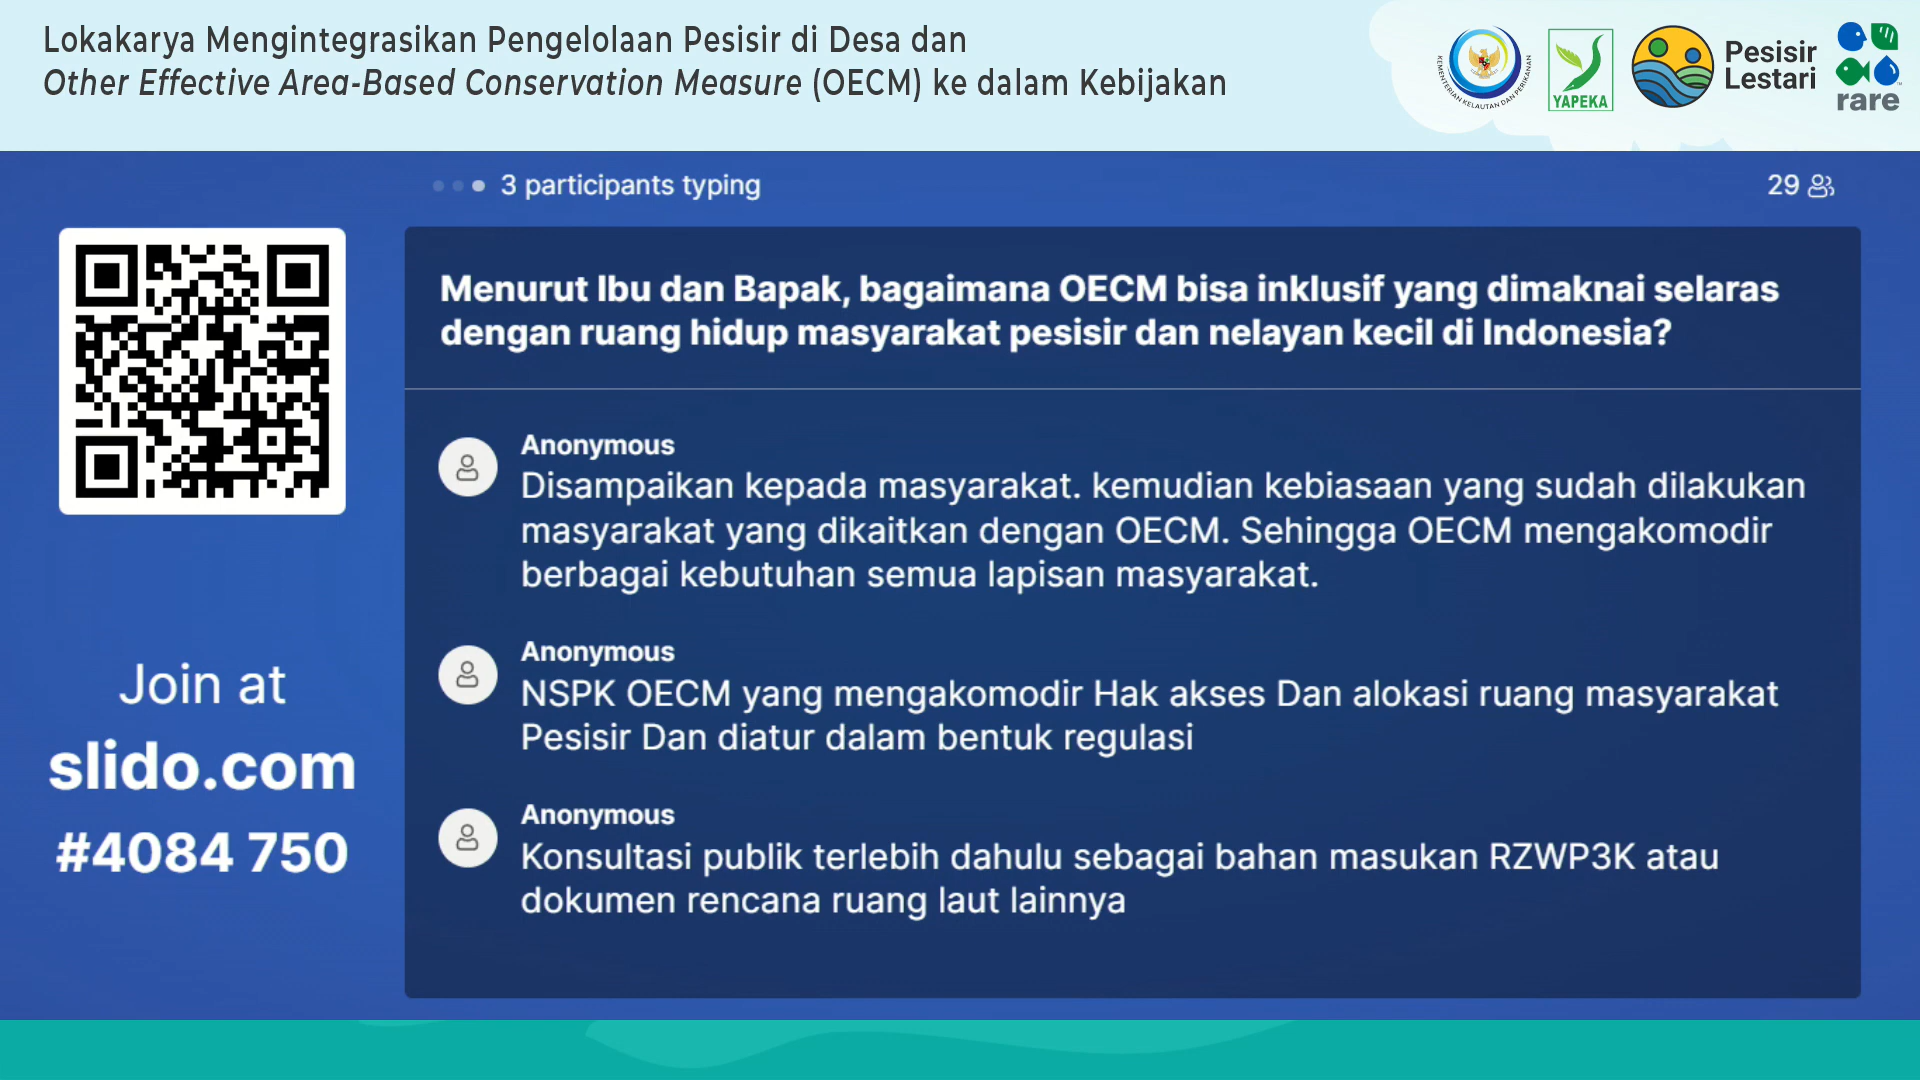 Lokakarya Mengintegrasikan Pengelolaan Pesisir di Desa dan
Other Effective Area-Based Conservation Measure (OECM) ke dalam Kebijakan
KEMENTERIAN KELAUTAN DAN PERIKANAN
YAPEKA
Pesisir
Lestari
rare
3 participants typing
29
Menurut Ibu dan Bapak, bagaimana OECM bisa inklusif yang dimaknai selaras
dengan ruang hidup masyarakat pesisir dan nelayan kecil di Indonesia?
Anonymous
Disampaikan kepada masyarakat. kemudian kebiasaan yang sudah dilakukan
masyarakat yang dikaitkan dengan OECM. Sehingga OECM mengakomodir
berbagai kebutuhan semua lapisan masyarakat.
Anonymous
NSPK OECM yang mengakomodir Hak akses Dan alokasi ruang masyarakat
Pesisir Dan diatur dalam bentuk regulasi
Anonymous
Konsultasi publik terlebih dahulu sebagai bahan masukan RZWP3K atau
dokumen rencana ruang laut lainnya
Join at
slido.com
#4084 750